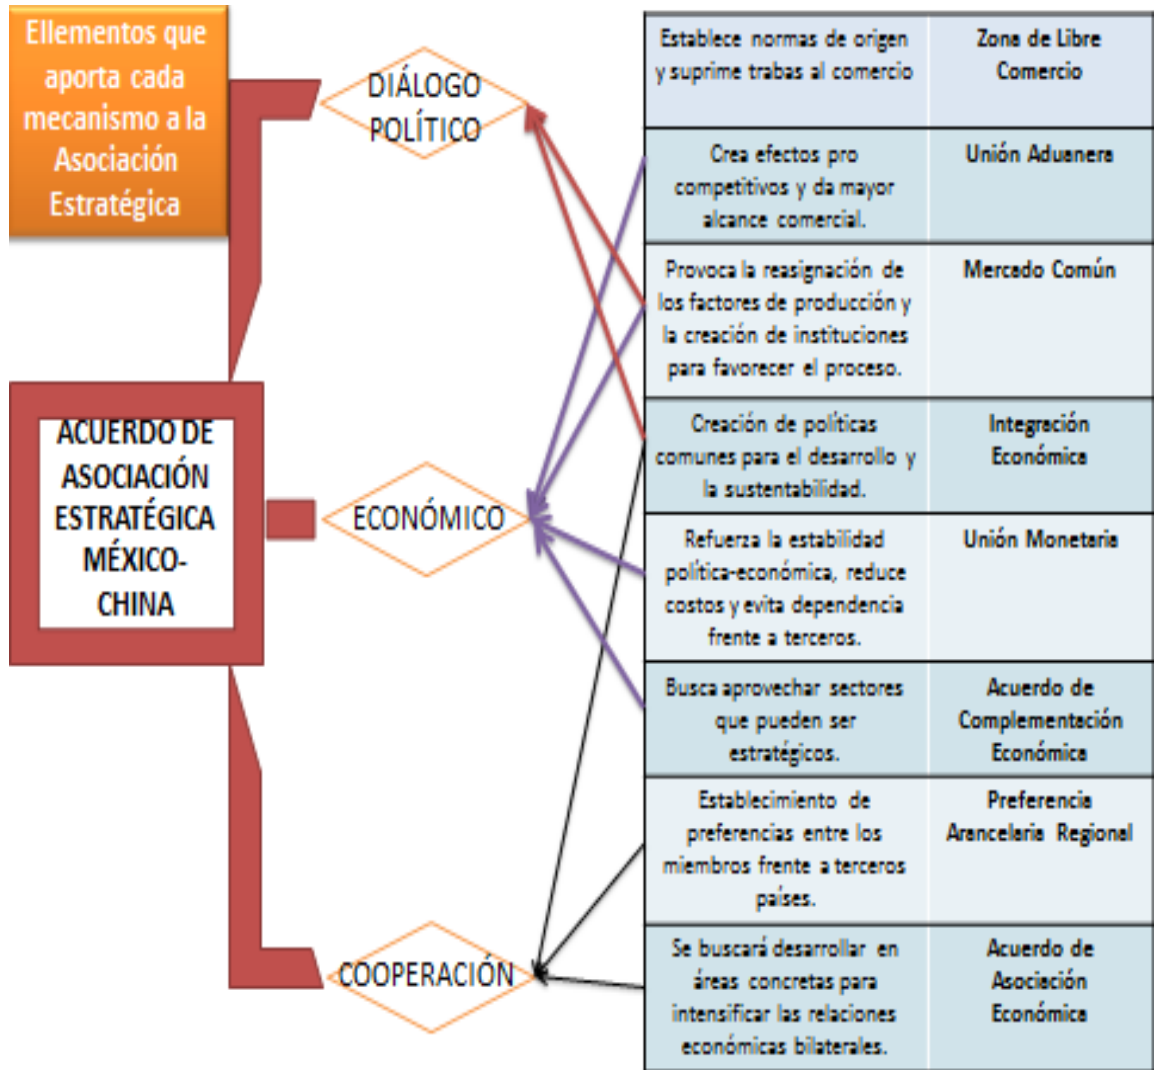 Ellementos que
aporta cada
mecanismo a la
Asociación
Estratégica
DIÁLOGO
POLÍTICO
ACUERDO DE
ASOCIACIÓN
ESTRATÉGICA
MÉXICO-
CHINA
ECONÓMICO
COOPERACIÓN
Establece normas de origen
y suprime trabas al comercio
Zona de Libre
Comercio
Crea efectos pro
competitivos y da mayor
alcance comercial.
Unión Aduanera
Provoca la reasignación de
los factores de producción y
la creación de instituciones
para favorecer el proceso.
Mercado Común
Creación de políticas
comunes para el desarrollo y
la sustentabilidad.
Integración
Económica
Refuerza la estabilidad
política-económica, reduce
costos y evita dependencia
frente a terceros.
Unión Monetaria
Busca aprovechar sectores
que pueden ser
estratégicos.
Acuerdo de
Complementación
Económica
Establecimiento de
preferencias entre los
miembros frente a terceros
países.
Preferencia
Arancelaria Regional
Se buscará desarrollar en
áreas concretas para
intensificar las relaciones
económicas bilaterales.
Acuerdo de
Asociación
Económica